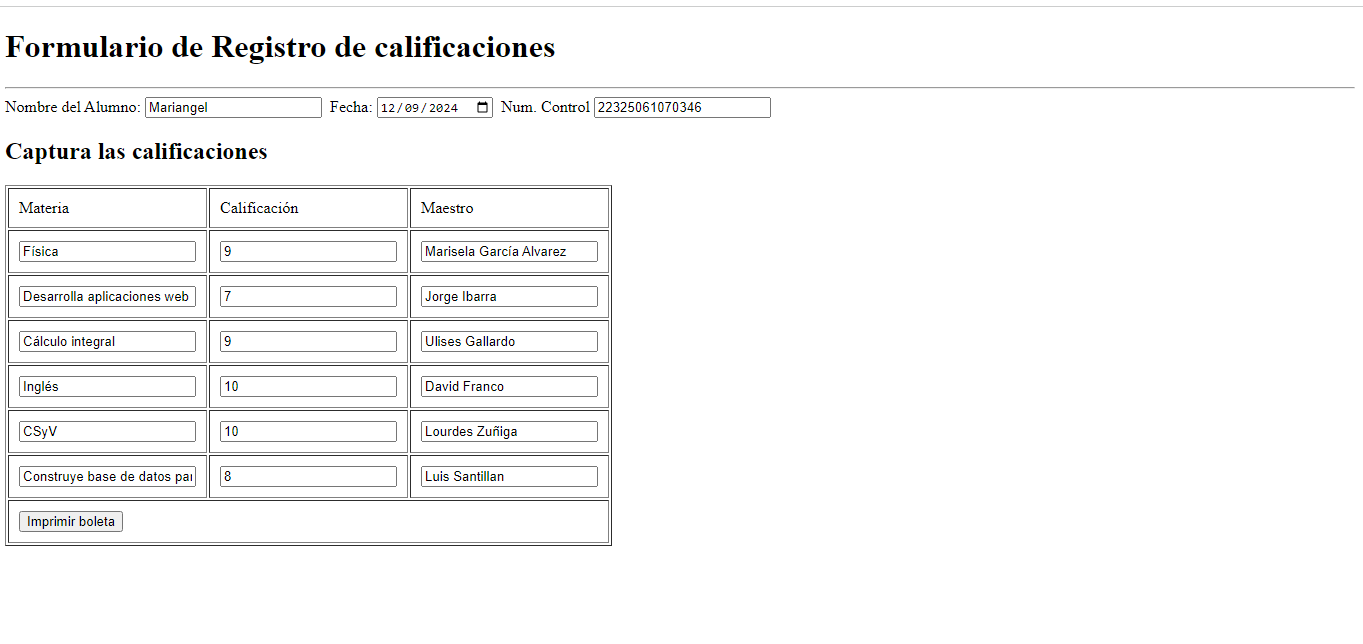 Formulario de Registro de calificaciones
Nombre del Alumno: Mariangel Fecha: 12/09/2024 Num. Control 22325061070346
Captura las calificaciones
Materia Calificación Maestro
Física 9 Marisela García Alvarez
Desarrolla aplicaciones web 7 Jorge Ibarra
Cálculo integral 9 Ulises Gallardo
Inglés 10 David Franco
CSyV 10 Lourdes Zuñiga
Construye base de datos 8 Luis Santillan
Imprimir boleta